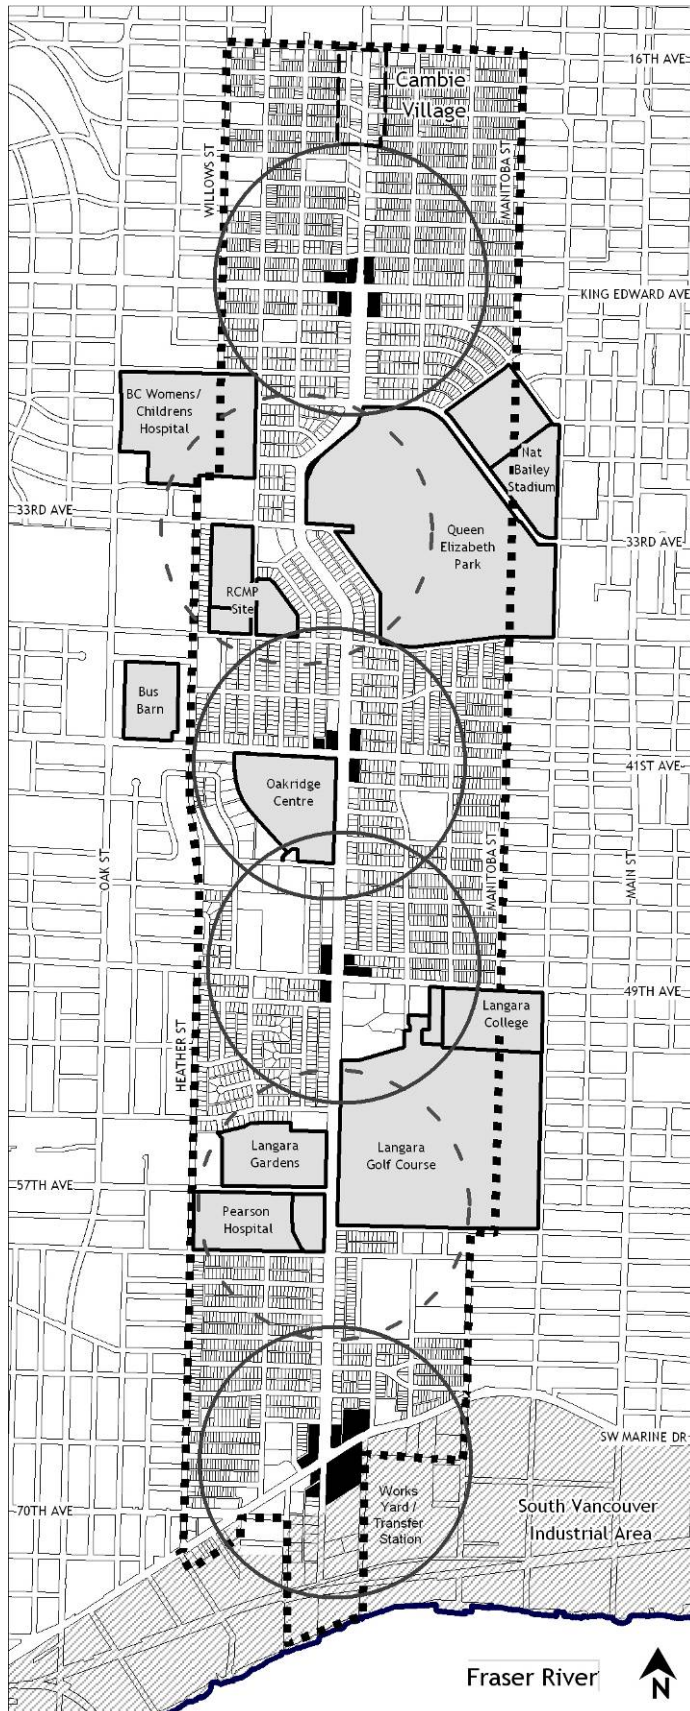 16TH AVE
Cambie
Village
WILLOWS ST
MANITOBA ST
KING EDWARD AVE
BC Womens/
Childrens
Hospital
Nat
Bailey
Stadium
33RD AVE
Queen
Elizabeth
Park
33RD AVE
RCMP
Site
Bus
Barn
41ST AVE
Oakridge
Centre
OAK ST
MANITOBA ST
MAIN ST
49TH AVE
Langara
College
HEATHER ST
Langara
Gardens
Langara
Golf Course
57TH AVE
Pearson
Hospital
SW MARINE DR
70TH AVE
Works
Yard /
Transfer
Station
South Vancouver
Industrial Area
Fraser River
N